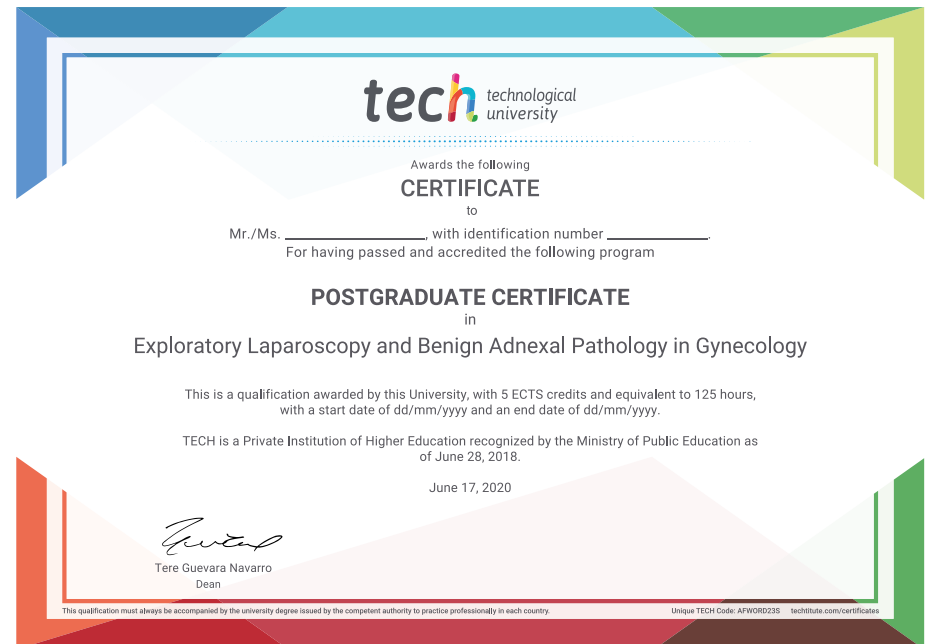 tech technological
university
Awards the following
CERTIFICATE
to
Mr./Ms. ____________, with identification number ____________.
For having passed and accredited the following program
POSTGRADUATE CERTIFICATE
in
Exploratory Laparoscopy and Benign Adnexal Pathology in Gynecology
This is a qualification awarded by this University, with 5 ECTS credits and equivalent to 125 hours,
with a start date of dd/mm/yyyy and an end date of dd/mm/yyyy.
TECH is a Private Institution of Higher Education recognized by the Ministry of Public Education as
of June 28, 2018.
June 17, 2020
Tere Guevara Navarro
Dean
This qualification must always be accompanied by the university degree issued by the competent authority to practice professionally in each country.
Unique TECH Code: AFWORD23S techtitute.com/certificates